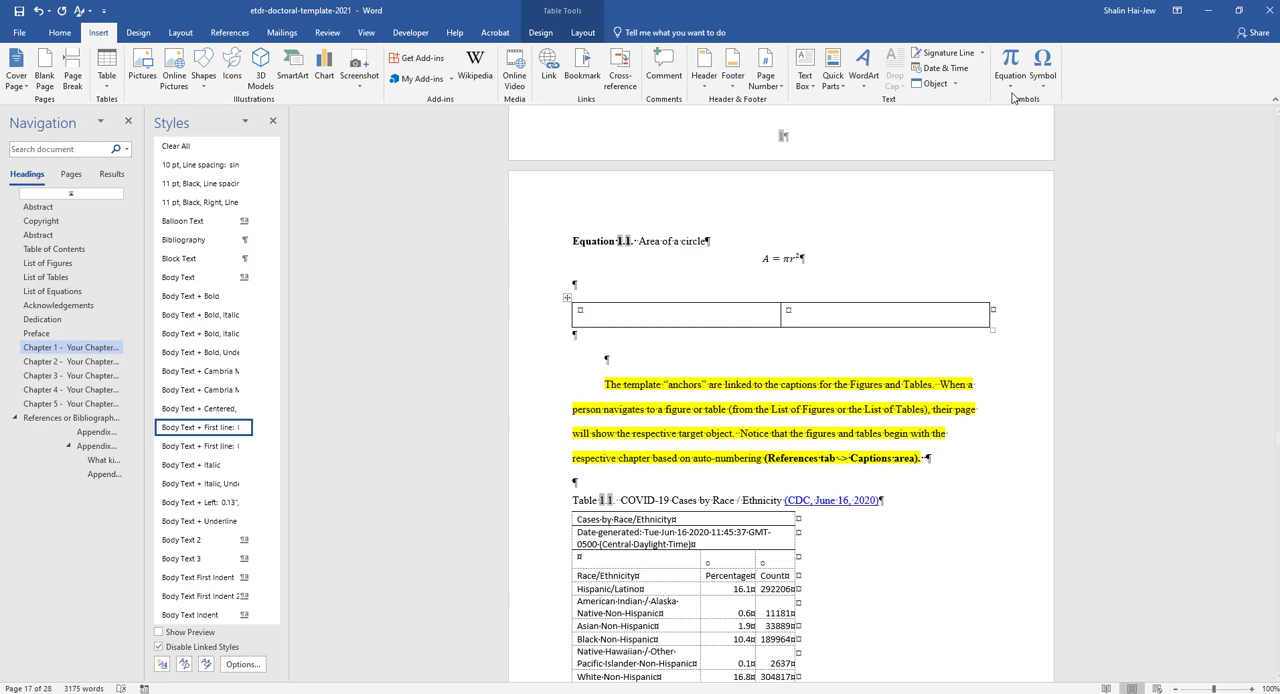 etdr-doctoral-template-2021 - Word
Table Tools
Shalin Hai-Jew
File Home Insert Design Layout References Mailings Review View Developer Help Acrobat Design Layout Tell me what you want to do Share
Cover Page Blank Page Page Break Table Pictures Online Pictures Shapes Icons 3D Models SmartArt Chart Screenshot Get Add-ins My Add-ins Wikipedia Online Video Link Bookmark Cross-reference Comment Header Footer Page Number Text Box Quick Parts WordArt Drop Cap Signature Line Date & Time Object Equation Symbol
Pages Tables Illustrations Add-ins Media Links Comments Header & Footer Text Symbols
Navigation
Search document
Headings Pages Results
Abstract
Copyright
Abstract
Table of Contents
List of Figures
List of Tables
List of Equations
Acknowledgements
Dedication
Preface
Chapter 1 - Your Chapter...
Chapter 2 - Your Chapter...
Chapter 3 - Your Chapter...
Chapter 4 - Your Chapter...
Chapter 5 - Your Chapter...
References or Bibliograph...
Appendix...
Appendix...
What ki...
Append...
Styles
Clear All
10 pt, Line spacing: sin
11 pt, Black, Line spacin
11 pt, Black, Right, Line
Balloon Text
Bibliography
Block Text
Body Text
Body Text + Bold
Body Text + Bold, Italic
Body Text + Bold, Italic
Body Text + Bold, Unde
Body Text + Cambria M
Body Text + Cambria M
Body Text + Centered,
Body Text + First line: (
Body Text + First line: (
Body Text + Italic
Body Text + Italic, Und
Body Text + Left: 0.13",
Body Text + Underline
Body Text 2
Body Text 3
Body Text First Indent
Body Text First Indent 2
Body Text Indent
Show Preview
Disable Linked Styles
Options...
1¶
Equation 1.1. Area of a circle¶
A = πr²¶
¶
¤ ¤ ¤
¶
¶
The template “anchors” are linked to the captions for the Figures and Tables. When a
person navigates to a figure or table (from the List of Figures or the List of Tables), their page
will show the respective target object. Notice that the figures and tables begin with the
respective chapter based on auto-numbering (References tab -> Captions area). ¶
¶
Table 1.1. COVID-19 Cases by Race / Ethnicity (CDC, June 16, 2020)¶
Cases by Race/Ethnicity¤ ¤
Date generated: Tue Jun 16 2020 11:45:37 GMT-
0500 (Central Daylight Time)¤ ¤
¤ ¤ ¤ ¤
Race/Ethnicity¤ Percentage¤ Count¤ ¤
Hispanic/Latino¤ 16.1¤ 292206¤ ¤
American Indian / Alaska
Native Non-Hispanic¤ 0.6¤ 11181¤ ¤
Asian Non-Hispanic¤ 1.9¤ 33889¤ ¤
Black Non-Hispanic¤ 10.4¤ 189964¤ ¤
Native Hawaiian / Other
Pacific Islander Non-Hispanic¤ 0.1¤ 2637¤ ¤
White Non-Hispanic¤ 16.8¤ 304817¤ ¤
Page 17 of 28 3175 words 100%